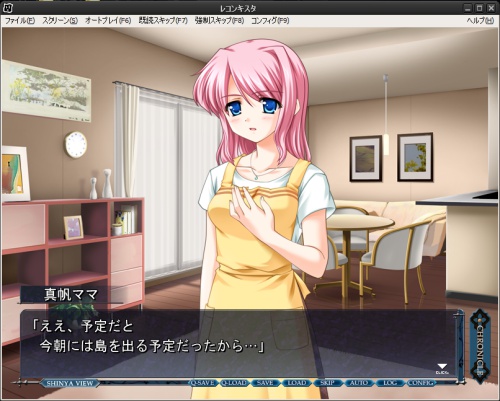 レコンキスタ
ファイル(F) スクリーン(S) オートプレイ(F6) 既読スキップ(F7) 強制スキップ(F8) コンフィグ(F9) ヘルプ(H)
真帆ママ
「ええ、予定だと
今朝には島を出る予定だったから…」
CHRONICLE
CLICK
SHINYA VIEW Q-SAVE Q-LOAD SAVE LOAD SKIP AUTO LOG CONFIG